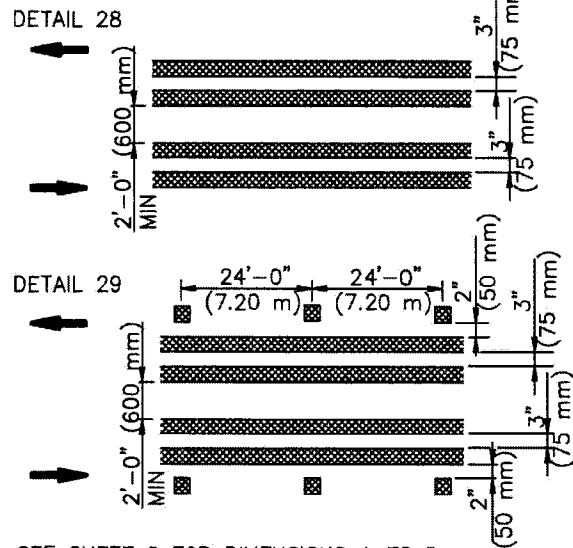 DETAIL 28
3"
(75 mm)
(600 mm)
2'-0"
MIN
3"
(75 mm)
DETAIL 29
24'-0"
(7.20 m)
24'-0"
(7.20 m)
2"
(50 mm)
3"
(75 mm)
(600 mm)
2'-0"
MIN
3"
(75 mm)
2"
(50 mm)